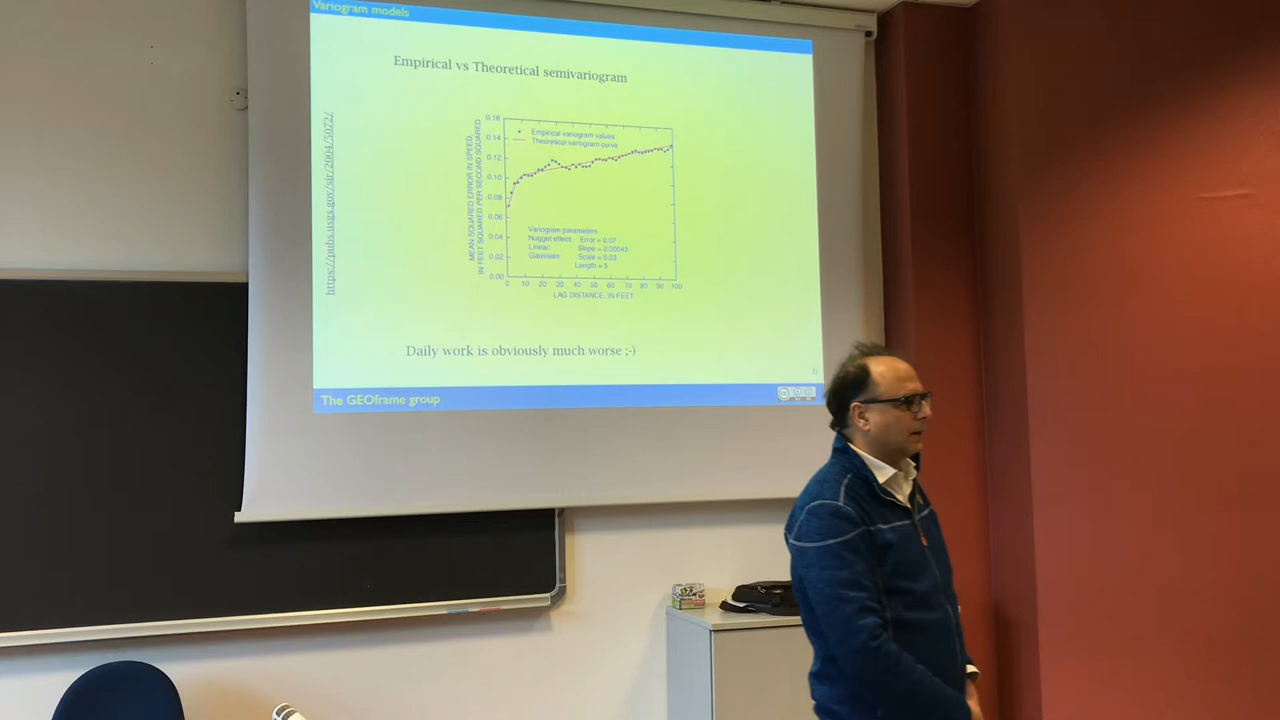 Variogram models
Empirical vs Theoretical semivariogram
https://pubs.usgs.gov/sir/2004/5072/
MEAN SQUARED ERROR IN SPEED,
IN FEET SQUARED PER SECOND SQUARED
0.16
0.14
0.12
0.10
0.08
0.06
0.04
0.02
0.00
Empirical variogram values
Theoretical variogram curve
Variogram parameters
Nugget effect: Error = 0.07
Linear: Slope = 0.00043
Gaussian: Scale = 0.03
Length = 5
0 10 20 30 40 50 60 70 80 90 100
LAG DISTANCE, IN FEET
Daily work is obviously much worse ;-)
The GEOframe group
cc